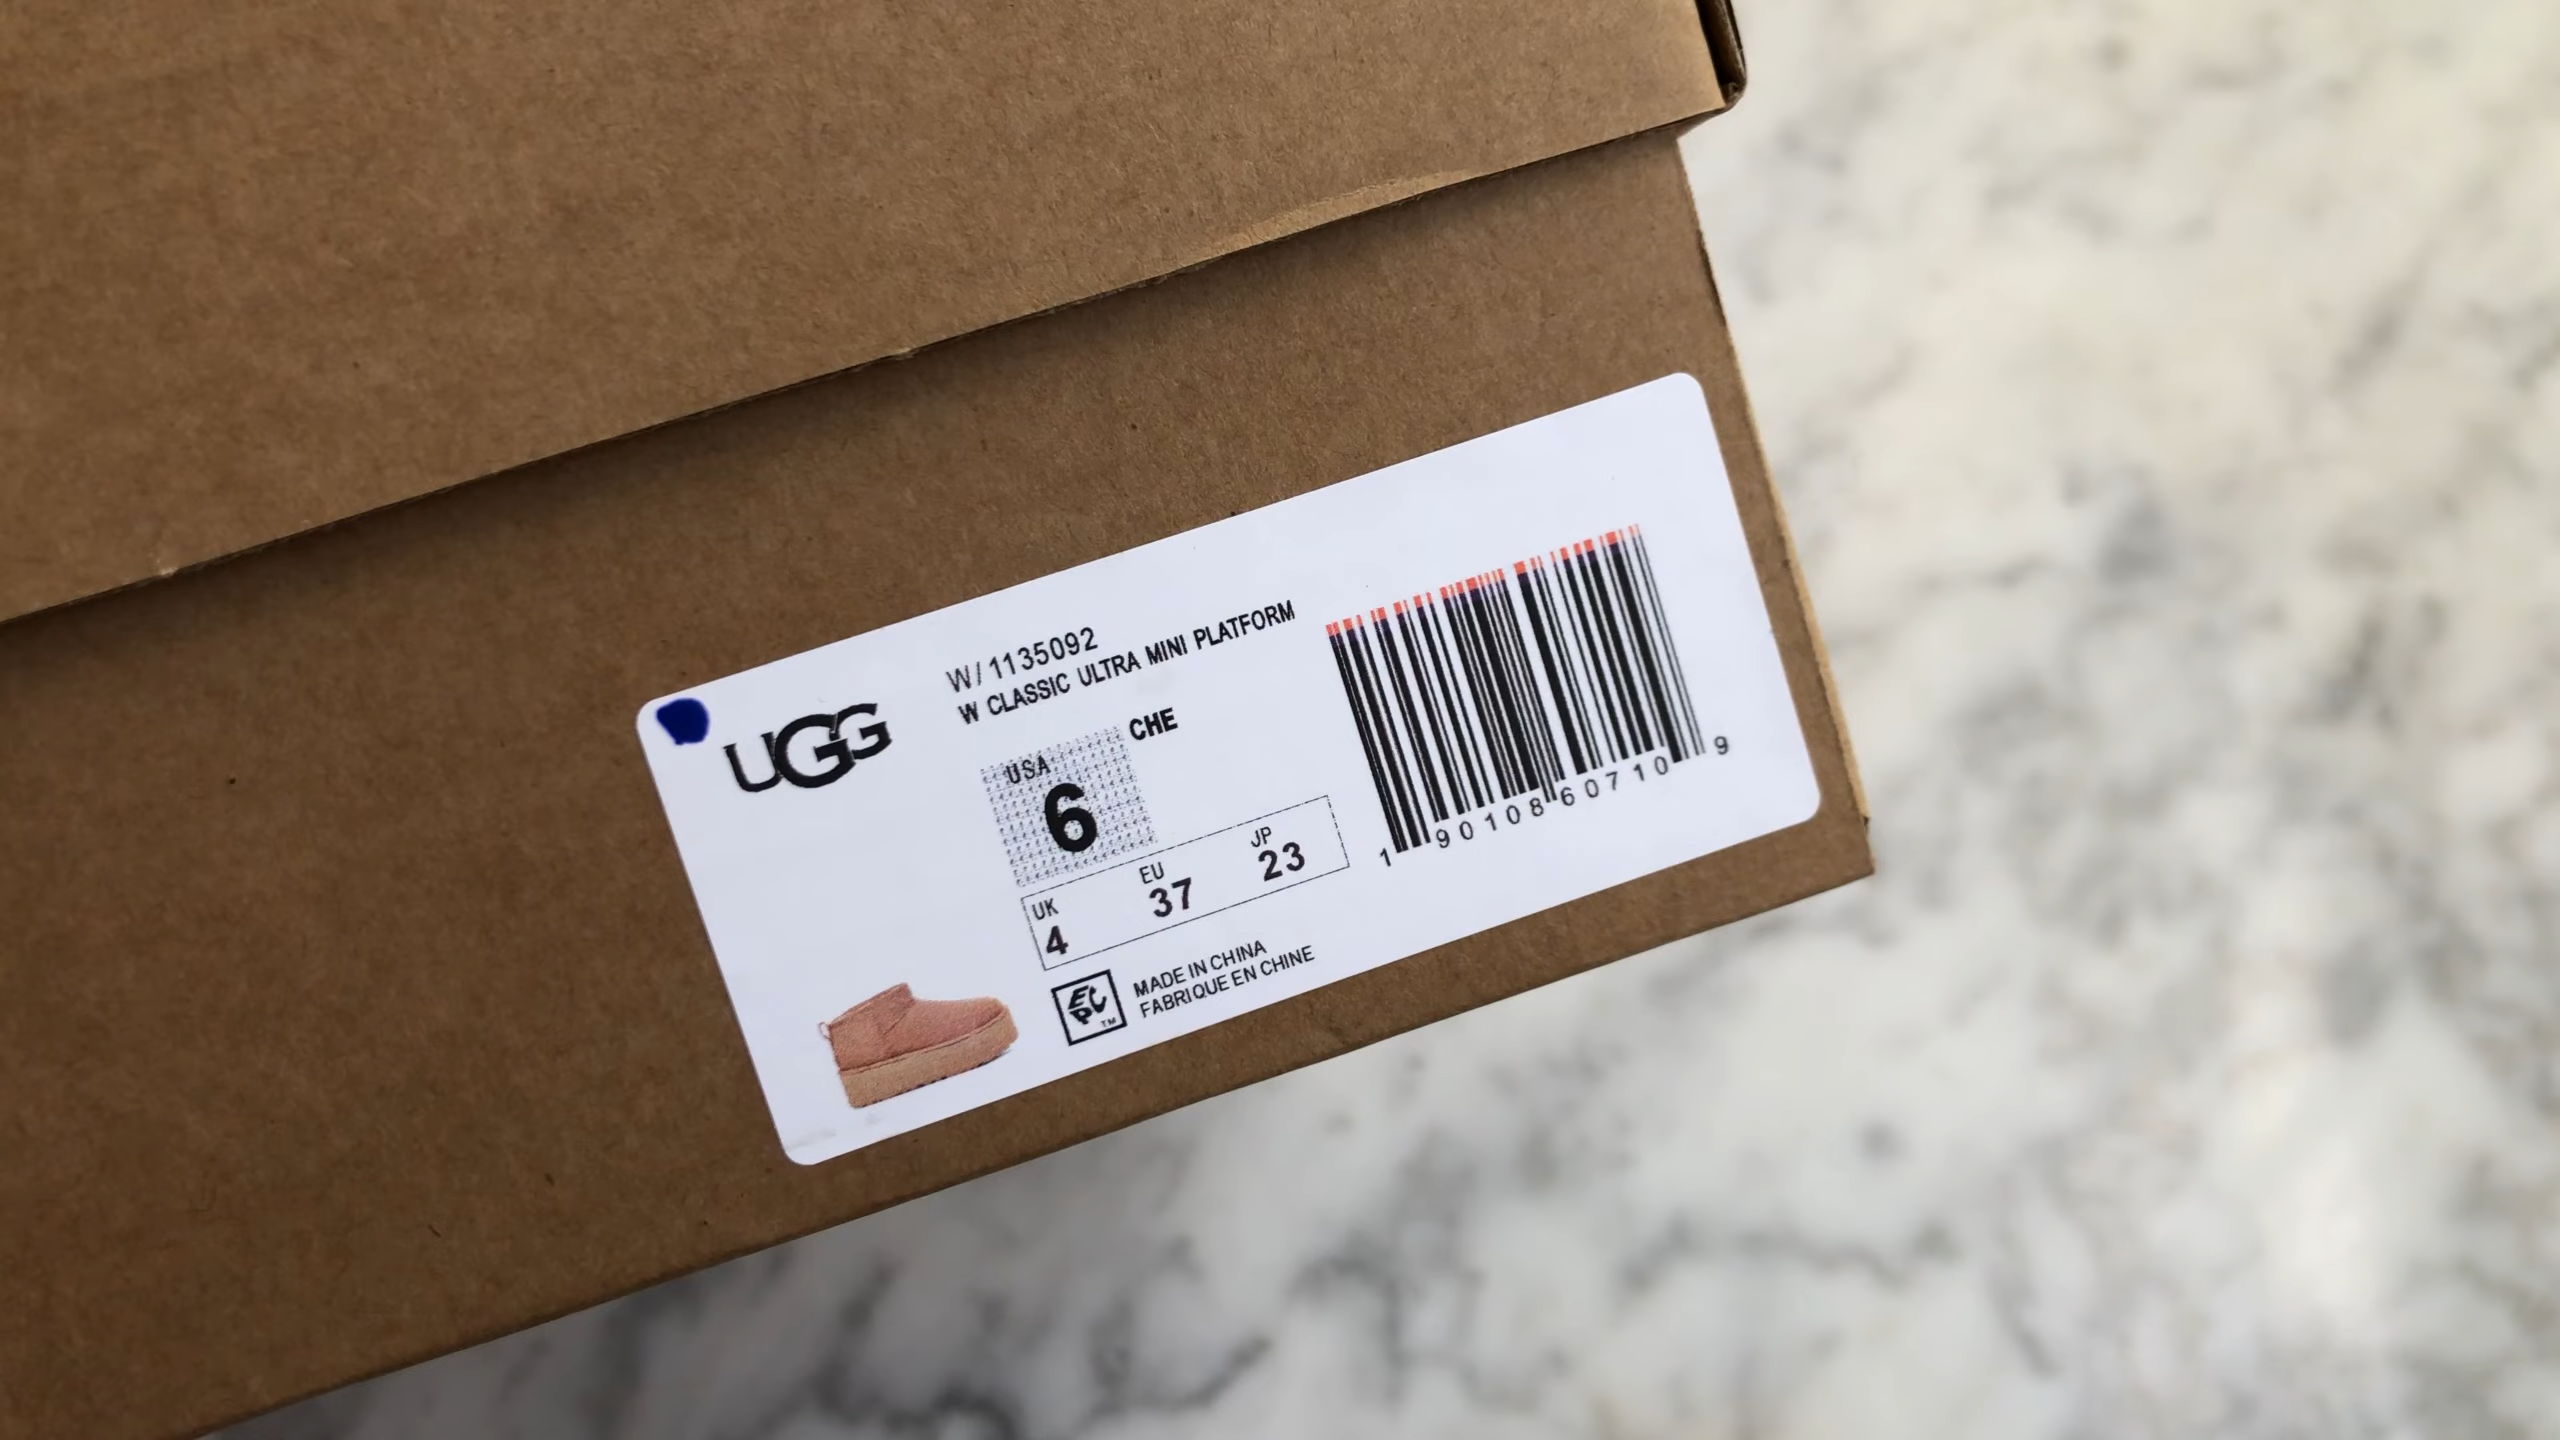 UGG
W/1135092
W CLASSIC ULTRA MINI PLATFORM
CHE
USA
6
UK EU JP
4 37 23
EPC™
MADE IN CHINA
FABRIQUE EN CHINE
1 90108 60710 9